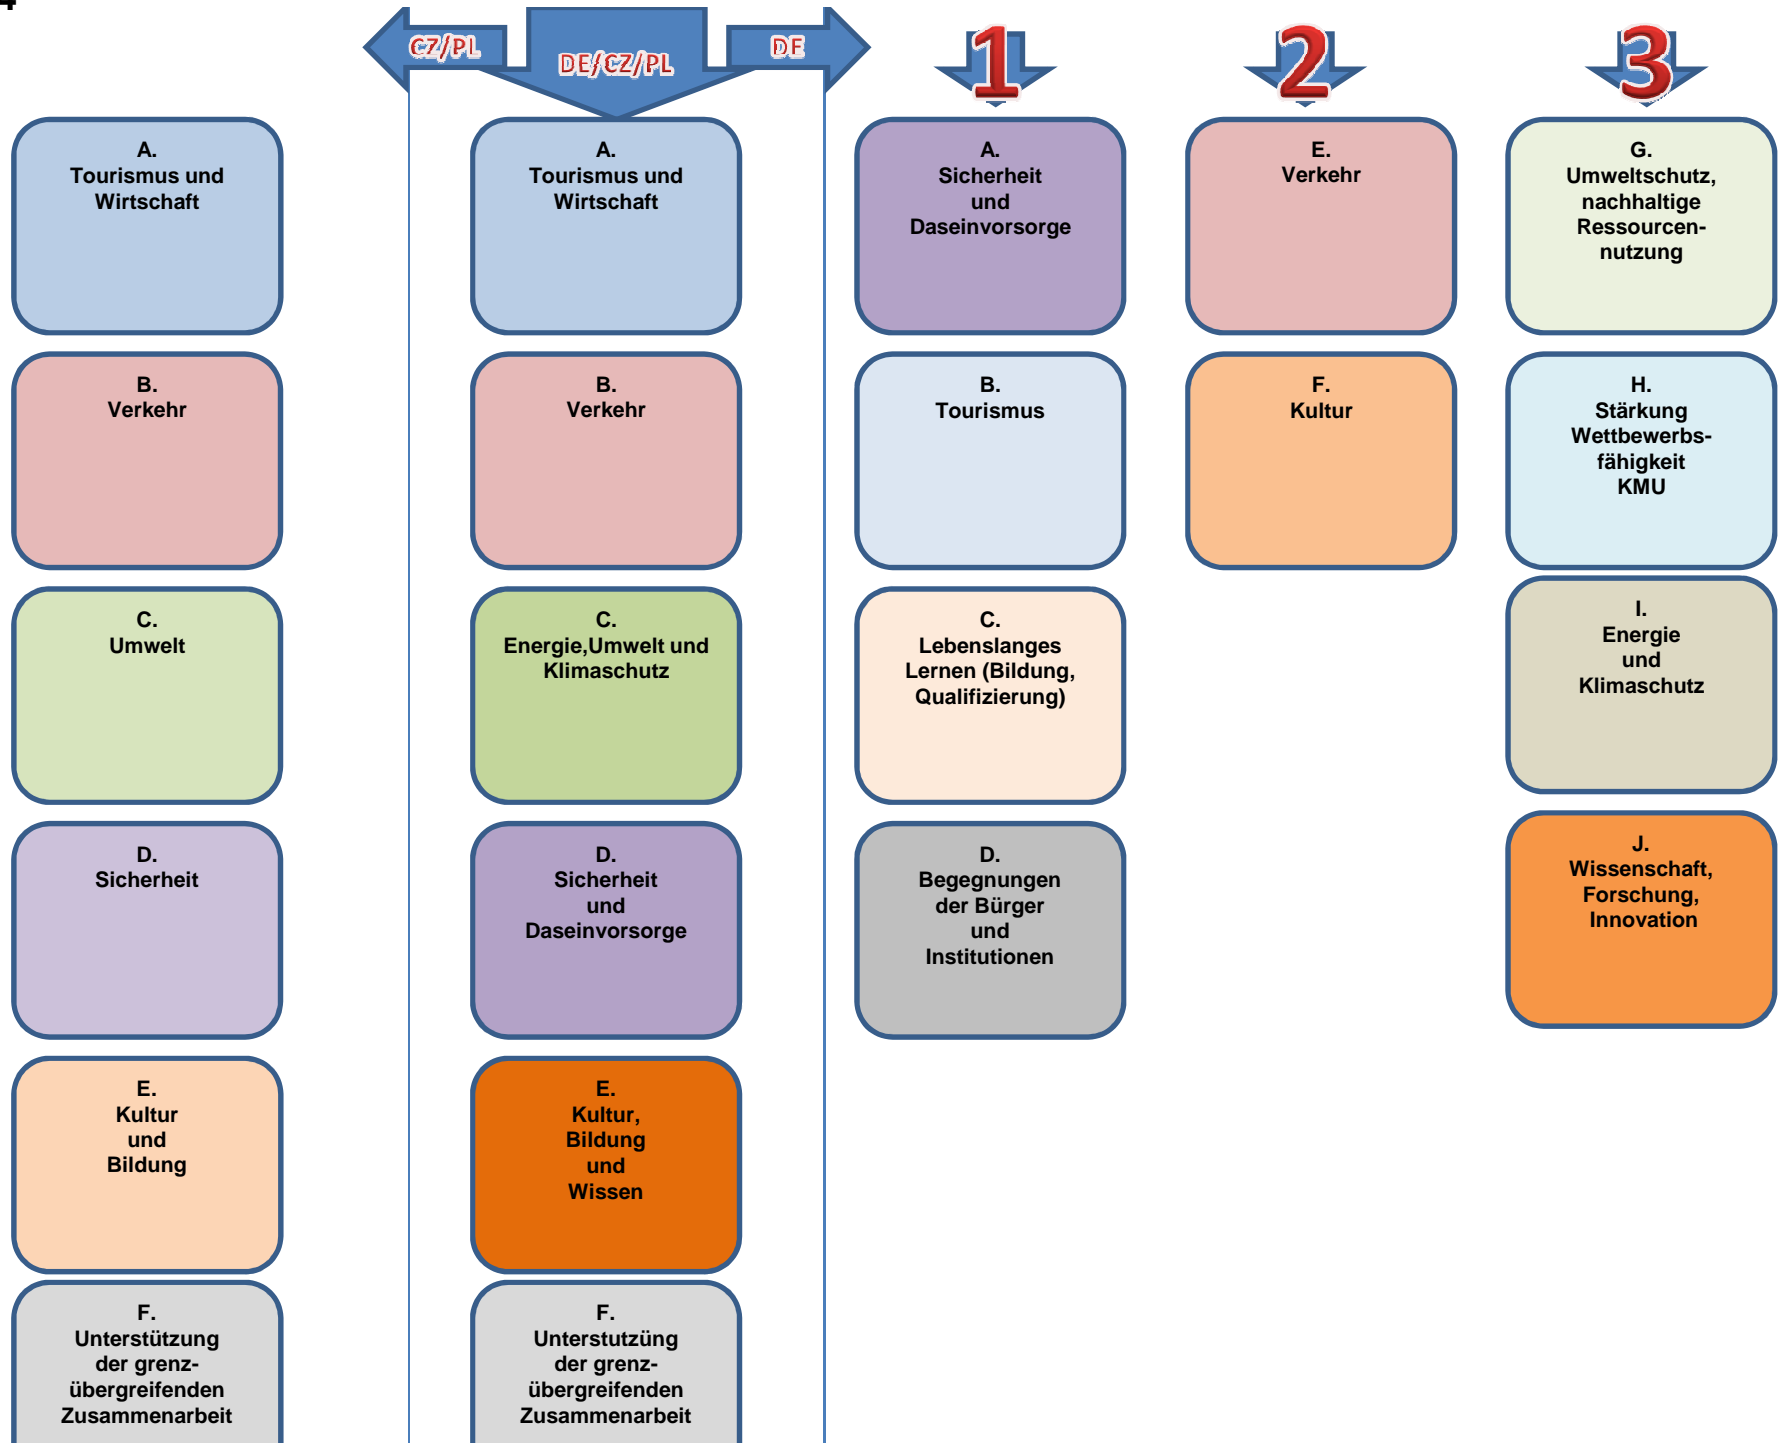 4
CZ/PL
DE/CZ/PL
DE
1
2
3
A.
Tourismus und
Wirtschaft
B.
Verkehr
C.
Umwelt
D.
Sicherheit
E.
Kultur
und
Bildung
F.
Unterstützung
der grenz-
übergreifenden
Zusammenarbeit
A.
Tourismus und
Wirtschaft
B.
Verkehr
C.
Energie,Umwelt und
Klimaschutz
D.
Sicherheit
und
Daseinvorsorge
E.
Kultur,
Bildung
und
Wissen
F.
Unterstutzüng
der grenz-
übergreifenden
Zusammenarbeit
A.
Sicherheit
und
Daseinvorsorge
B.
Tourismus
C.
Lebenslanges
Lernen (Bildung,
Qualifizierung)
D.
Begegnungen
der Bürger
und
Institutionen
E.
Verkehr
F.
Kultur
G.
Umweltschutz,
nachhaltige
Ressourcen-
nutzung
H.
Stärkung
Wettbewerbs-
fähigkeit
KMU
I.
Energie
und
Klimaschutz
J.
Wissenschaft,
Forschung,
Innovation